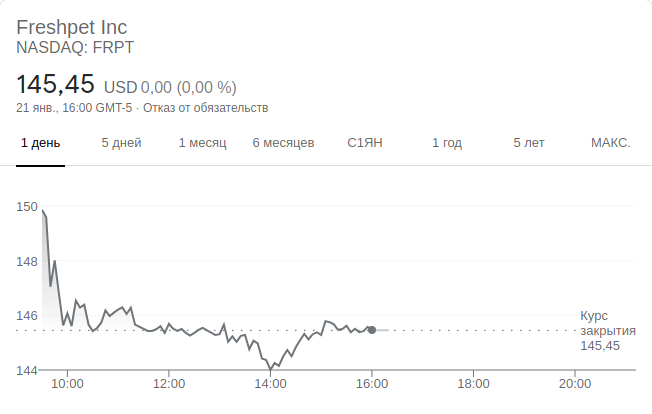 Freshpet Inc
NASDAQ: FRPT
145,45 USD 0,00 (0,00 %)
21 янв., 16:00 GMT-5 · Отказ от обязательств
1 день 5 дней 1 месяц 6 месяцев С1ЯН 1 год 5 лет МАКС.
150
148
146
Курс
закрытия
145,45
144
10:00 12:00 14:00 16:00 18:00 20:00